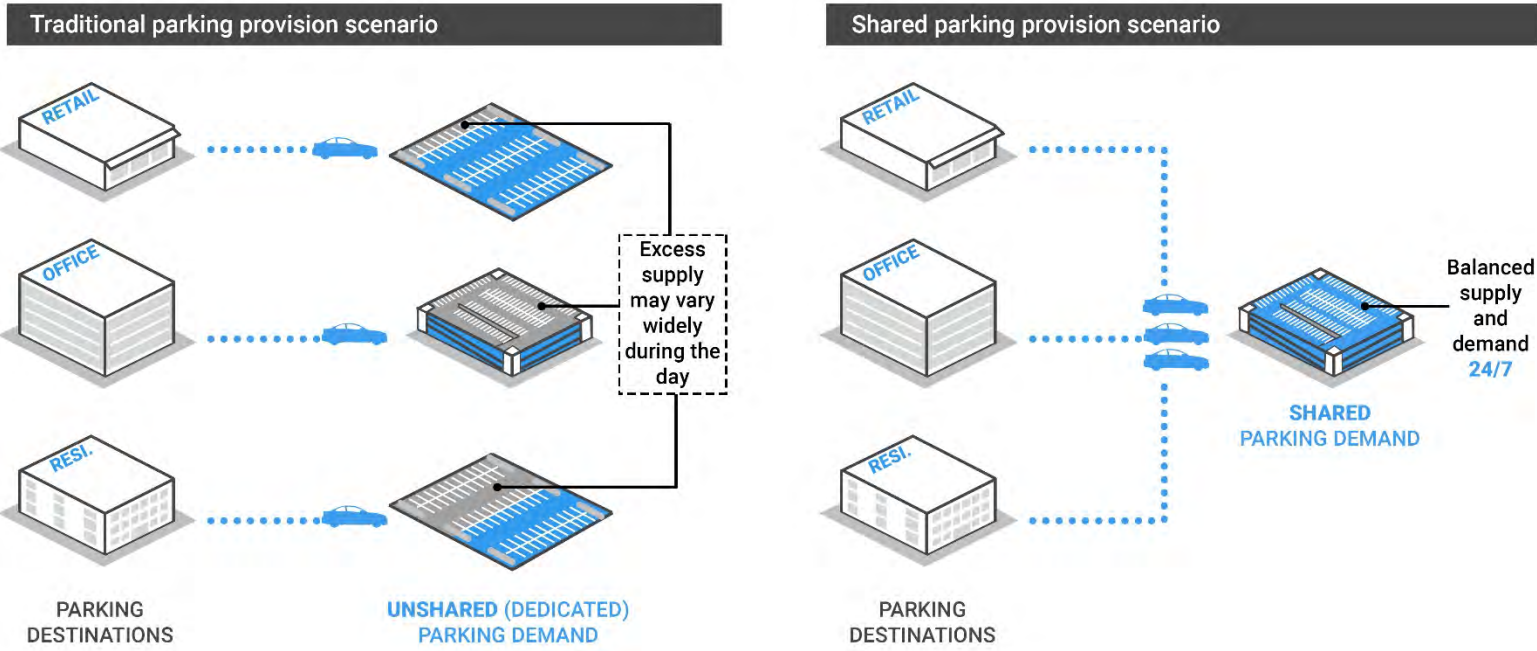 Traditional parking provision scenario
RETAIL
OFFICE
RESI.
Excess
supply
may vary
widely
during the
day
PARKING
DESTINATIONS
UNSHARED (DEDICATED)
PARKING DEMAND
Shared parking provision scenario
RETAIL
OFFICE
RESI.
Balanced
supply
and
demand
24/7
SHARED
PARKING DEMAND
PARKING
DESTINATIONS